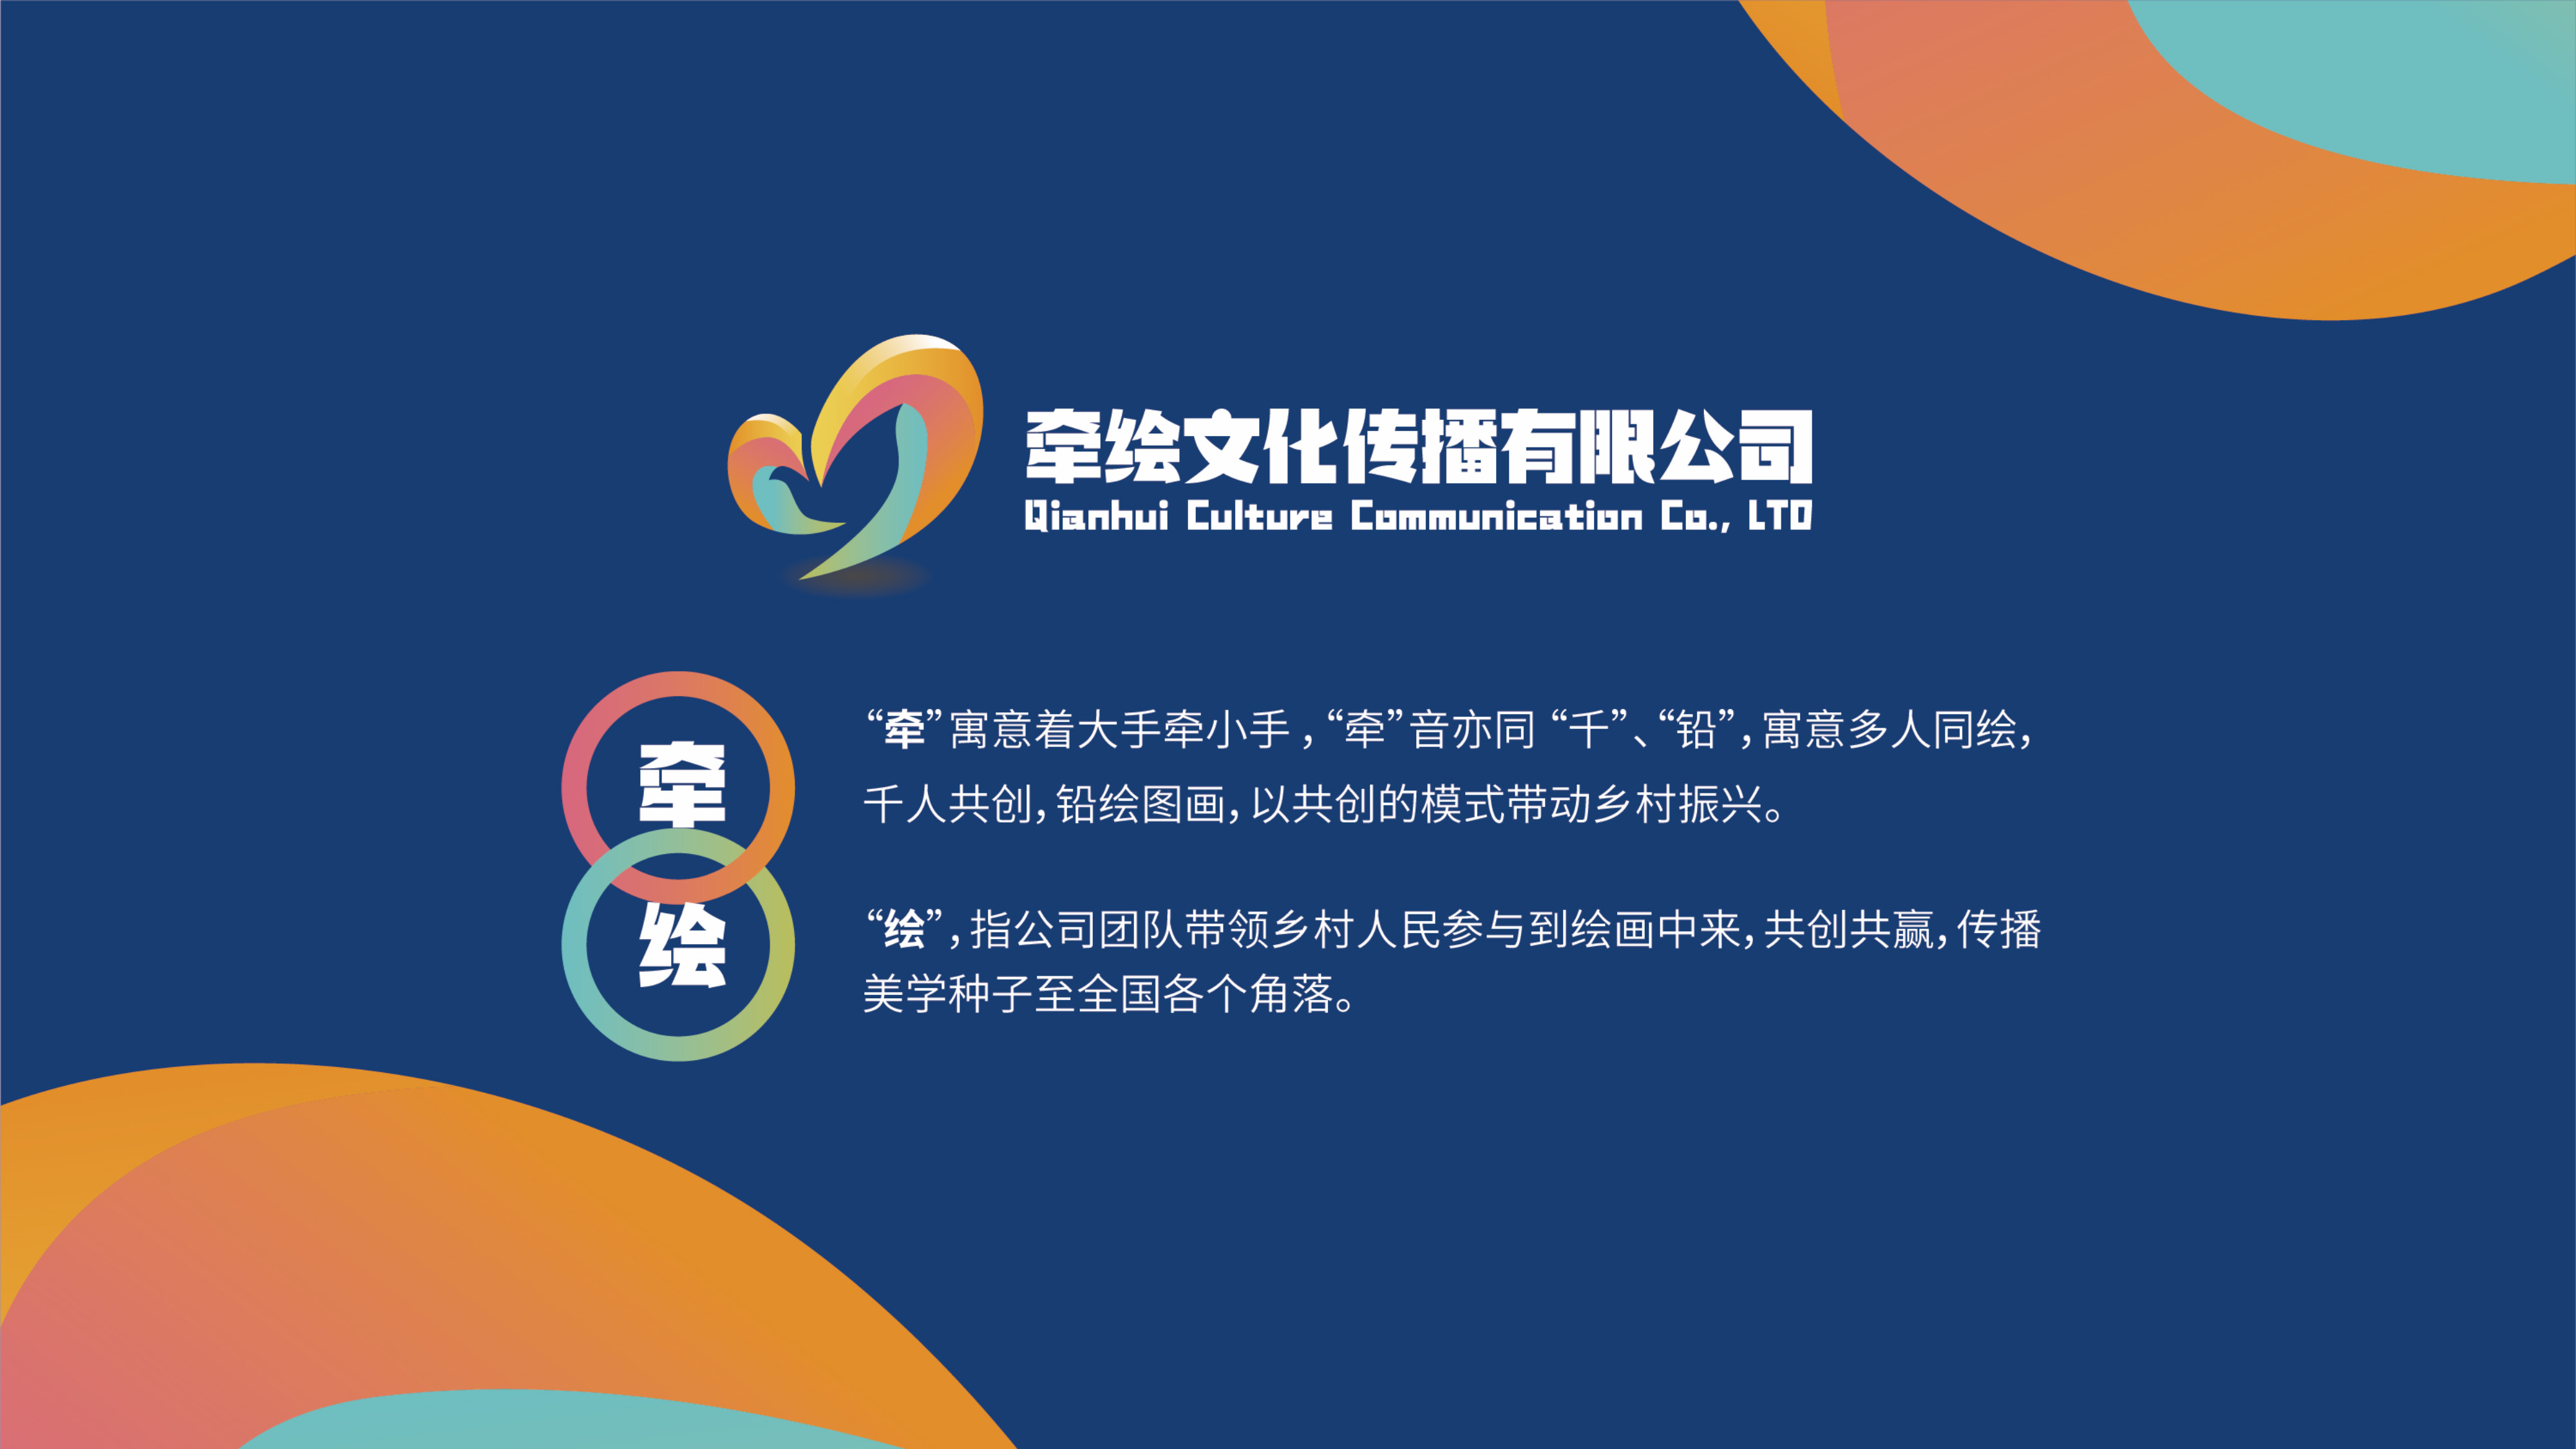 牵绘文化传播有限公司
Qianhui Culture Communication Co., LTD
牵
“牵”寓意着大手牵小手，“牵”音亦同“千”、“铅”，寓意多人同绘，
千人共创，铅绘图画，以共创的模式带动乡村振兴。
绘
“绘”，指公司团队带领乡村人民参与到绘画中来，共创共赢，传播
美学种子至全国各个角落。